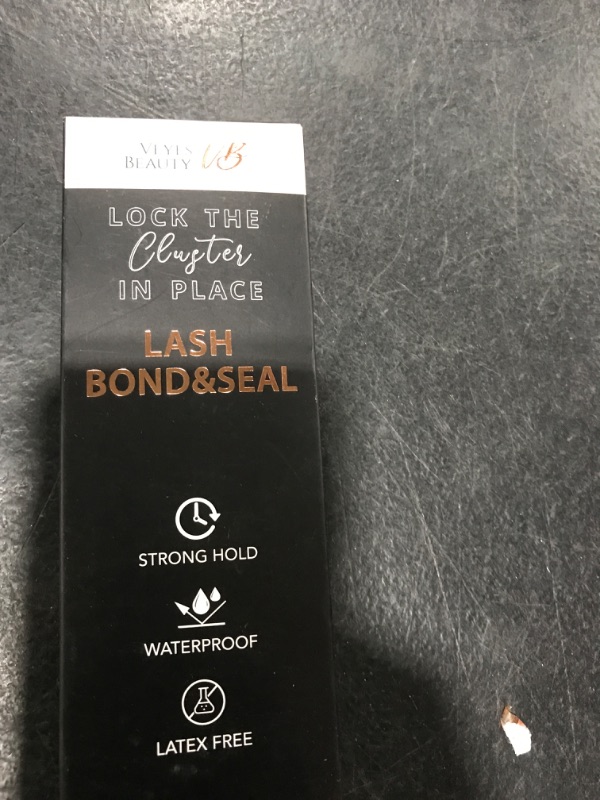 VEYES
BEAUTY VB
LOCK THE
Cluster
IN PLACE
LASH
BOND&SEAL
STRONG HOLD
WATERPROOF
LATEX FREE